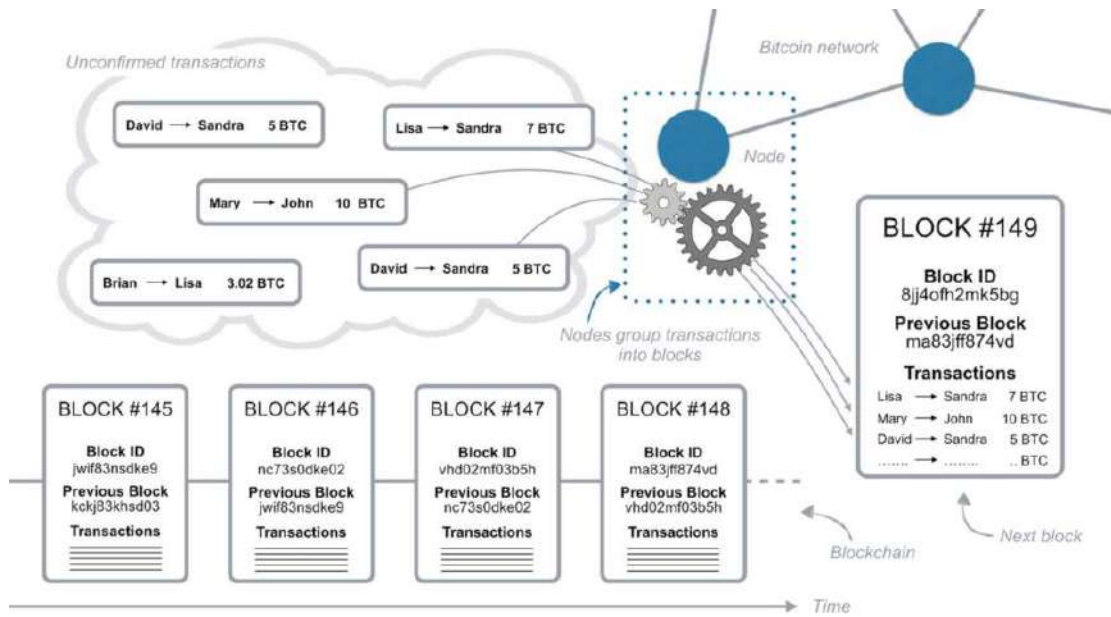 Unconfirmed transactions
Bitcoin network
David → Sandra 5 BTC
Lisa → Sandra 7 BTC
Node
Mary → John 10 BTC
David → Sandra 5 BTC
Brian → Lisa 3.02 BTC
Nodes group transactions
into blocks
BLOCK #149
Block ID
8jj4ofh2mk5bg
Previous Block
ma83jff874vd
Transactions
Lisa → Sandra 7 BTC
Mary → John 10 BTC
David → Sandra 5 BTC
....... → ........ .. BTC
Next block
BLOCK #145
Block ID
jwif83nsdke9
Previous Block
kckj83khsd03
Transactions
BLOCK #146
Block ID
nc73s0dke02
Previous Block
jwif83nsdke9
Transactions
BLOCK #147
Block ID
vhd02mf03b5h
Previous Block
nc73s0dke02
Transactions
BLOCK #148
Block ID
ma83jff874vd
Previous Block
vhd02mf03b5h
Transactions
Blockchain
Time